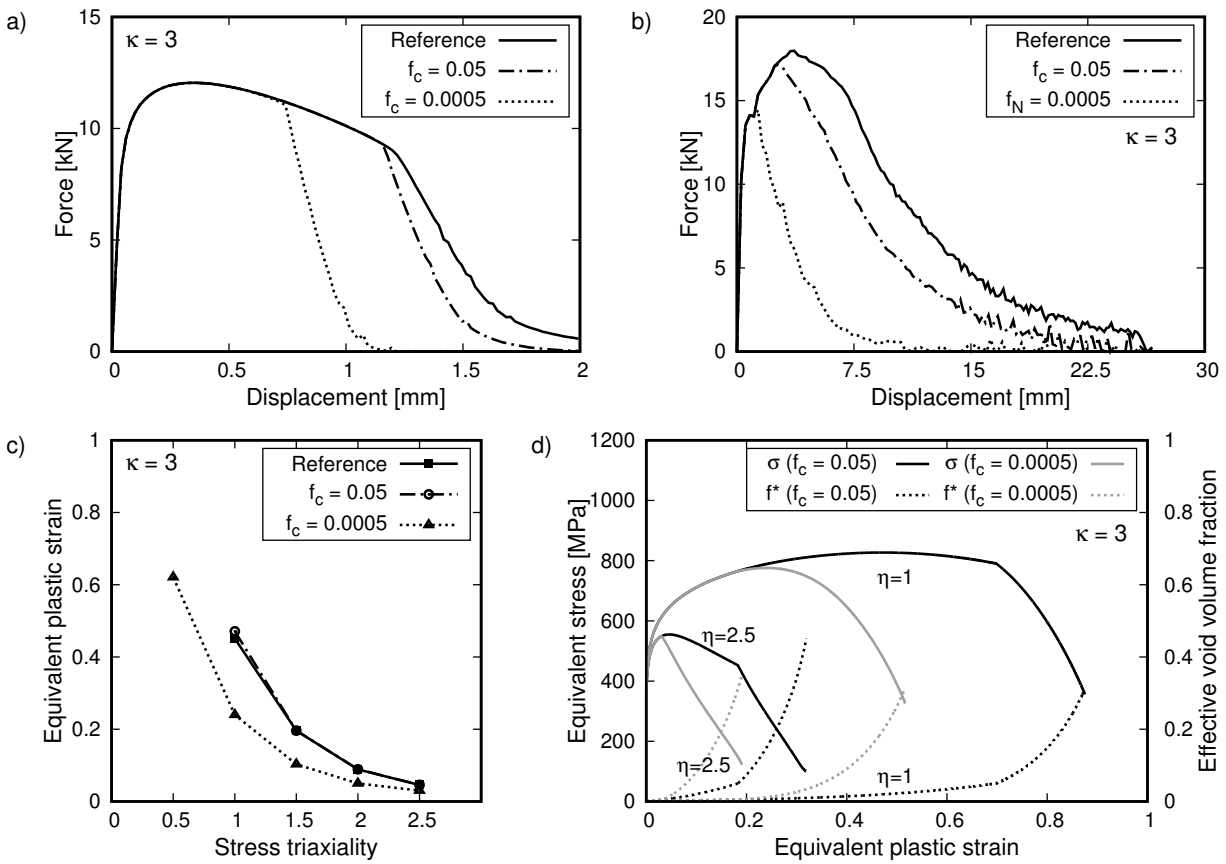 a)
κ = 3
Reference
f_c = 0.05
f_c = 0.0005
Force [kN]
15
10
5
0
0 0.5 1 1.5 2
Displacement [mm]
b)
Reference
f_c = 0.05
f_N = 0.0005
κ = 3
Force [kN]
20
15
10
5
0
0 7.5 15 22.5 30
Displacement [mm]
c)
κ = 3
Reference
f_c = 0.05
f_c = 0.0005
Equivalent plastic strain
1
0.8
0.6
0.4
0.2
0
0 0.5 1.0 1.5 2.0 2.5
Stress triaxiality
d)
σ (f_c = 0.05) σ (f_c = 0.0005)
f* (f_c = 0.05) f* (f_c = 0.0005)
κ = 3
η=1
η=2.5
η=2.5
η=1
Equivalent stress [MPa]
1200
1000
800
600
400
200
0
0 0.2 0.4 0.6 0.8 1
Equivalent plastic strain
1
0.8
0.6
0.4
0.2
0
Effective void volume fraction